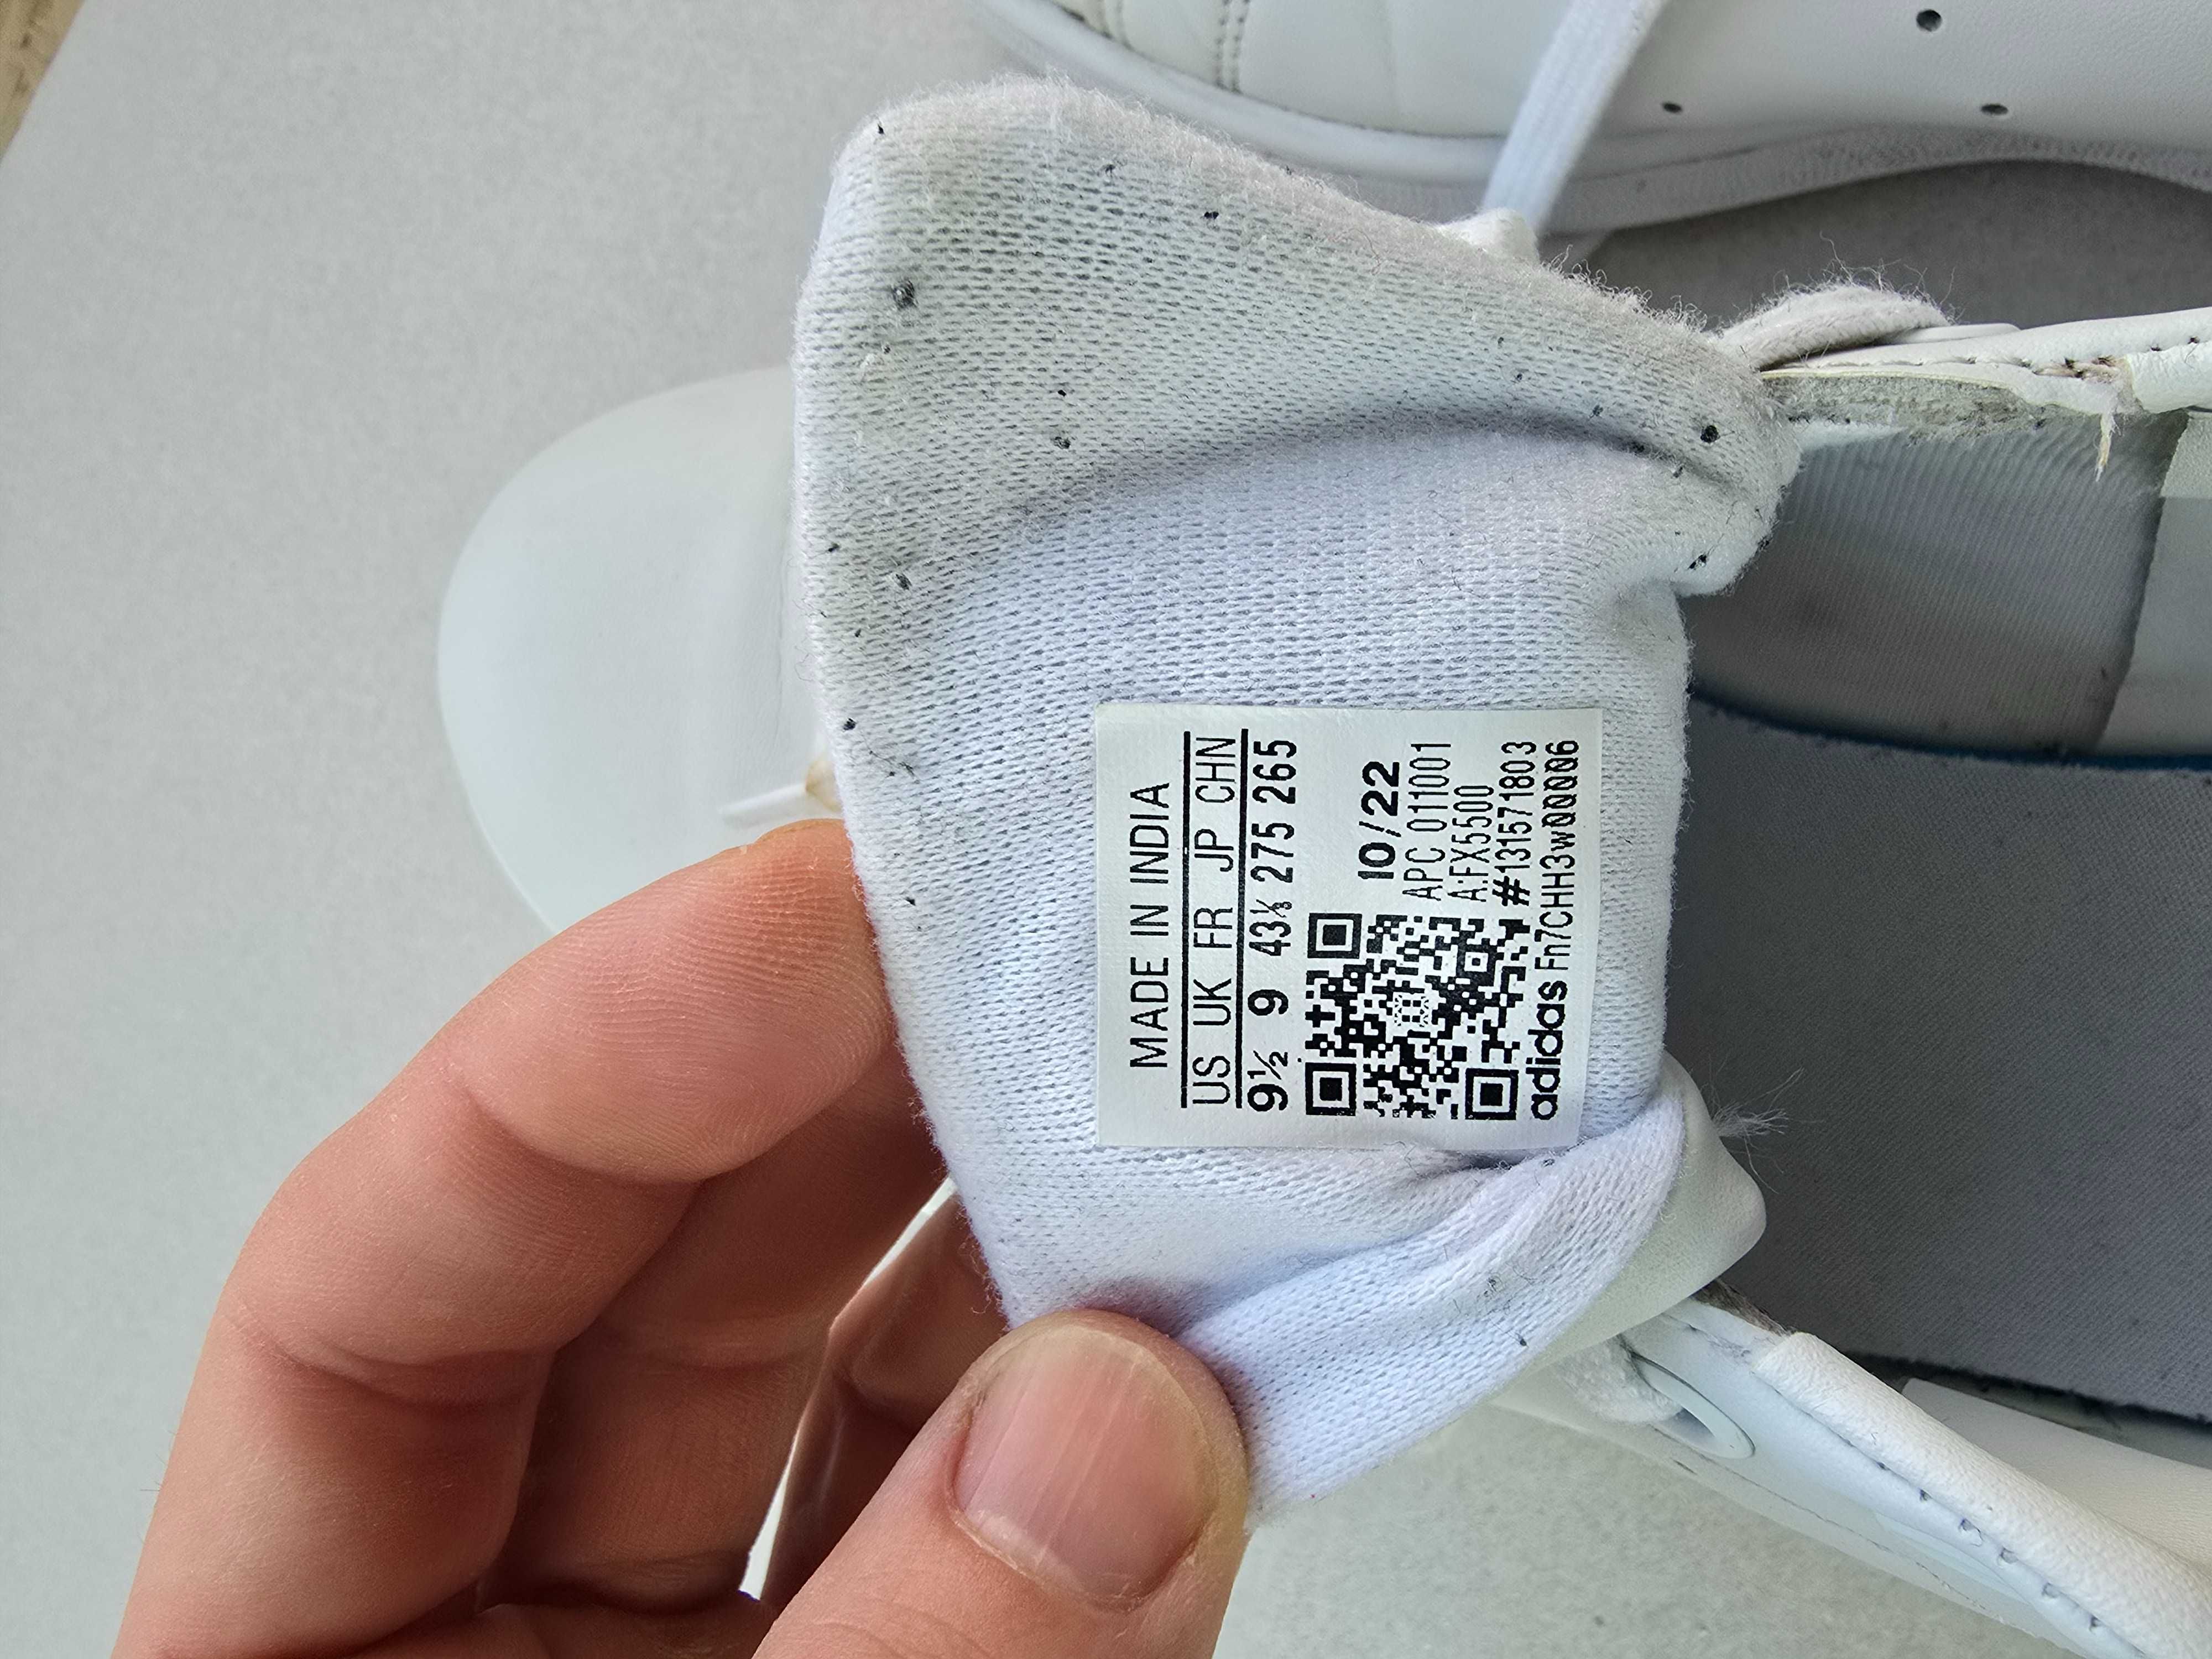 MADE IN INDIA
US UK FR JP CHN
9½ 9 43⅓ 275 265
10/22
APC 011001
A:FX5500
#131571803
adidas Fn7CHH3w00006